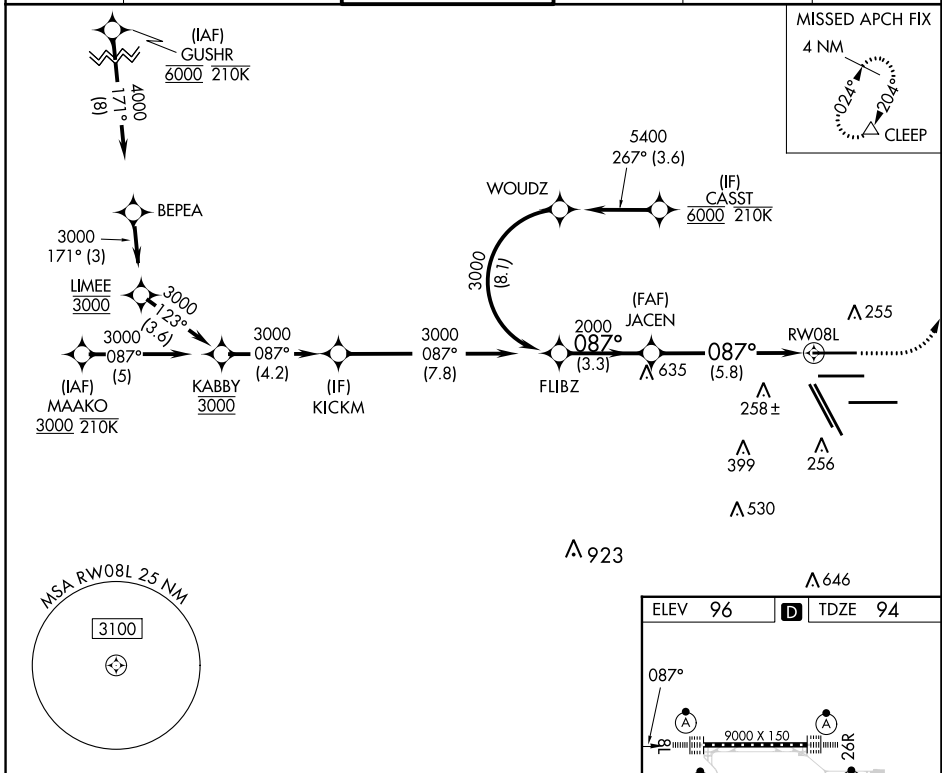 MISSED APCH FIX
4 NM
024°
204°
CLEEP
(IAF)
GUSHR
6000 210K
4000
171°
(8)
BEPEA
3000
171° (3)
LIMEE
3000
3000
123°
(3.6)
5400
267° (3.6)
WOUDZ
(IF)
CASST
6000 210K
3000
(8.1)
3000
087°
(5)
(IAF)
MAAKO
3000 210K
KABBY
3000
3000
087°
(4.2)
(IF)
KICKM
3000
087°
(7.8)
FLIBZ
2000
087°
(3.3)
(FAF)
JACEN
635
087°
(5.8)
RW08L
255
258 ±
399
256
530
923
646
MSA RW08L 25 NM
3100
ELEV 96
D
TDZE 94
087°
A
A
8L
9000 X 150
26R